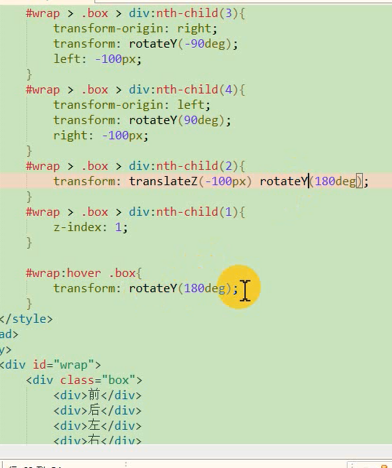 #wrap > .box > div:nth-child(3){
transform-origin: right;
transform: rotateY(-90deg);
left: -100px;
}
#wrap > .box > div:nth-child(4){
transform-origin: left;
transform: rotateY(90deg);
right: -100px;
}
#wrap > .box > div:nth-child(2){
transform: translateZ(-100px) rotateY(180deg);
}
#wrap > .box > div:nth-child(1){
z-index: 1;
}
#wrap:hover .box{
transform: rotateY(180deg);
}
</style>
ad>
y>
<div id="wrap">
<div class="box">
<div>前</div>
<div>后</div>
<div>左</div>
<div>右</div>